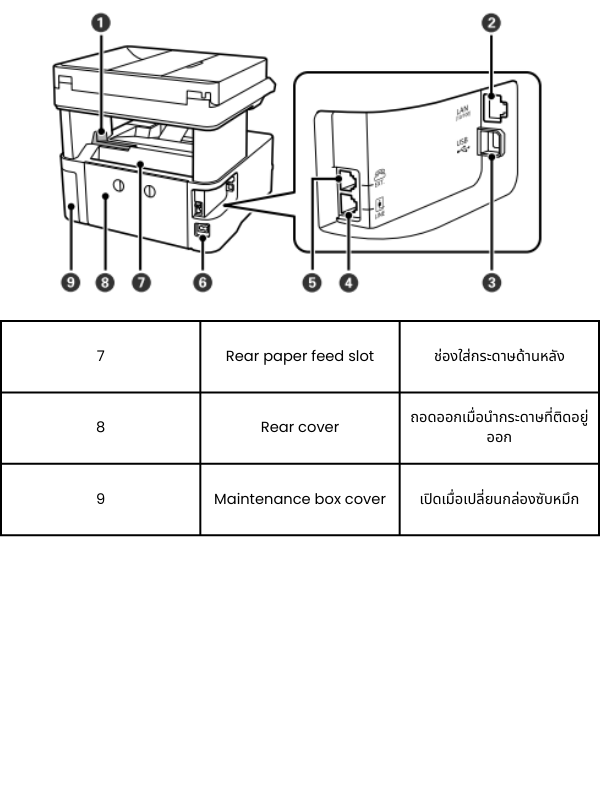 1
2
LAN
USB
EXT.
LINE
9
8
7
6
5
4
3
7
Rear paper feed slot
ช่องใส่กระดาษด้านหลัง
8
Rear cover
ถอดออกเมื่อนำกระดาษที่ติดอยู่
ออก
9
Maintenance box cover
เปิดเมื่อเปลี่ยนกล่องซับหมึก